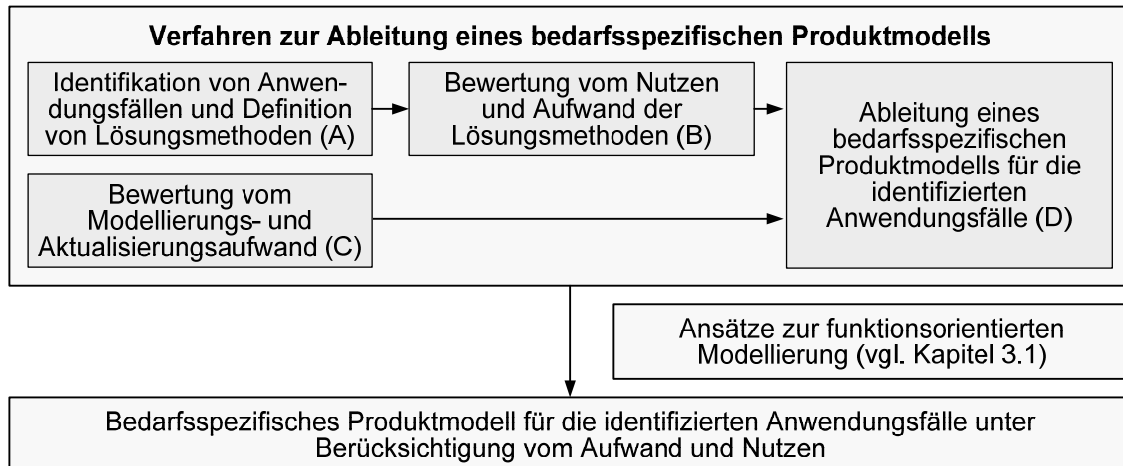 Verfahren zur Ableitung eines bedarfsspezifischen Produktmodells
Identifikation von Anwen-
dungsfällen und Definition
von Lösungsmethoden (A)
Bewertung vom Nutzen
und Aufwand der
Lösungsmethoden (B)
Bewertung vom
Modellierungs- und
Aktualisierungsaufwand (C)
Ableitung eines
bedarfsspezifischen
Produktmodells für die
identifizierten
Anwendungsfälle (D)
Ansätze zur funktionsorientierten
Modellierung (vgl. Kapitel 3.1)
Bedarfsspezifisches Produktmodell für die identifizierten Anwendungsfälle unter
Berücksichtigung vom Aufwand und Nutzen